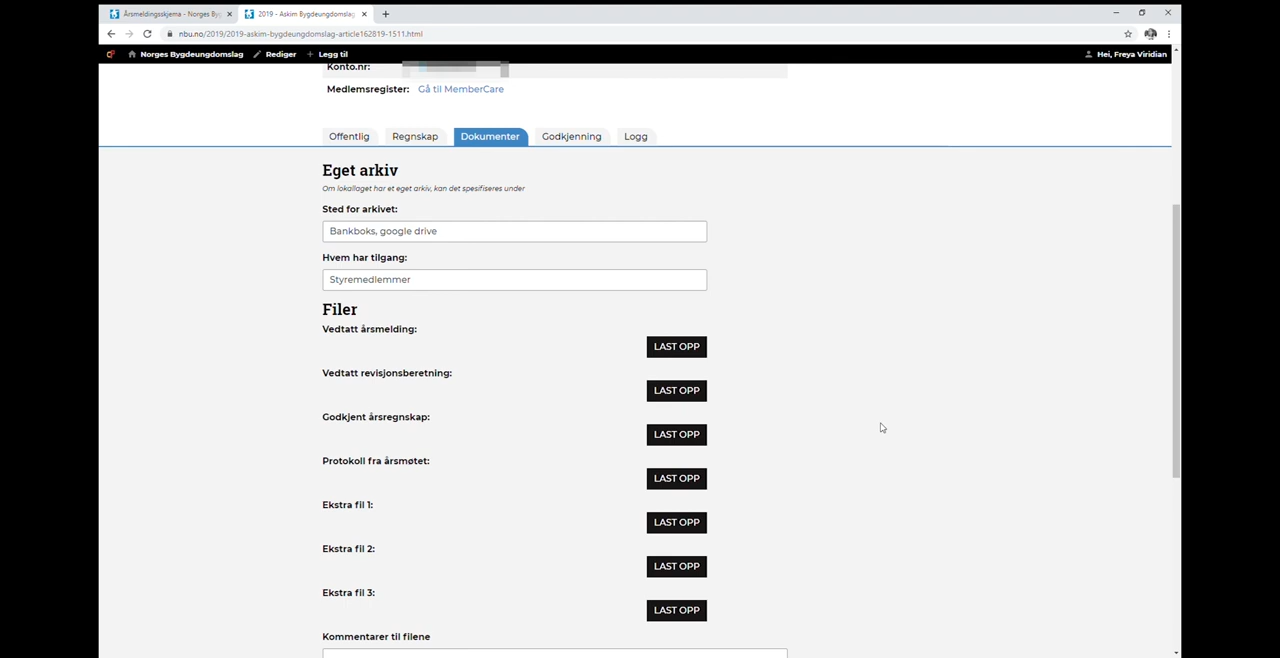 Årsmeldingsskjema - Norges Byg
2019 - Askim Bygdeungdomslag
nbu.no/2019/2019-askim-bygdeungdomslag-article162819-1511.html
Norges Bygdeungdomslag Rediger Legg til Hei, Freya Viridian
Konto.nr:
Medlemsregister: Gå til MemberCare
Offentlig Regnskap Dokumenter Godkjenning Logg
Eget arkiv
Om lokallaget har et eget arkiv, kan det spesifiseres under
Sted for arkivet:
Bankboks, google drive
Hvem har tilgang:
Styremedlemmer
Filer
Vedtatt årsmelding:
LAST OPP
Vedtatt revisjonsberetning:
LAST OPP
Godkjent årsregnskap:
LAST OPP
Protokoll fra årsmøtet:
LAST OPP
Ekstra fil 1:
LAST OPP
Ekstra fil 2:
LAST OPP
Ekstra fil 3:
LAST OPP
Kommentarer til filene